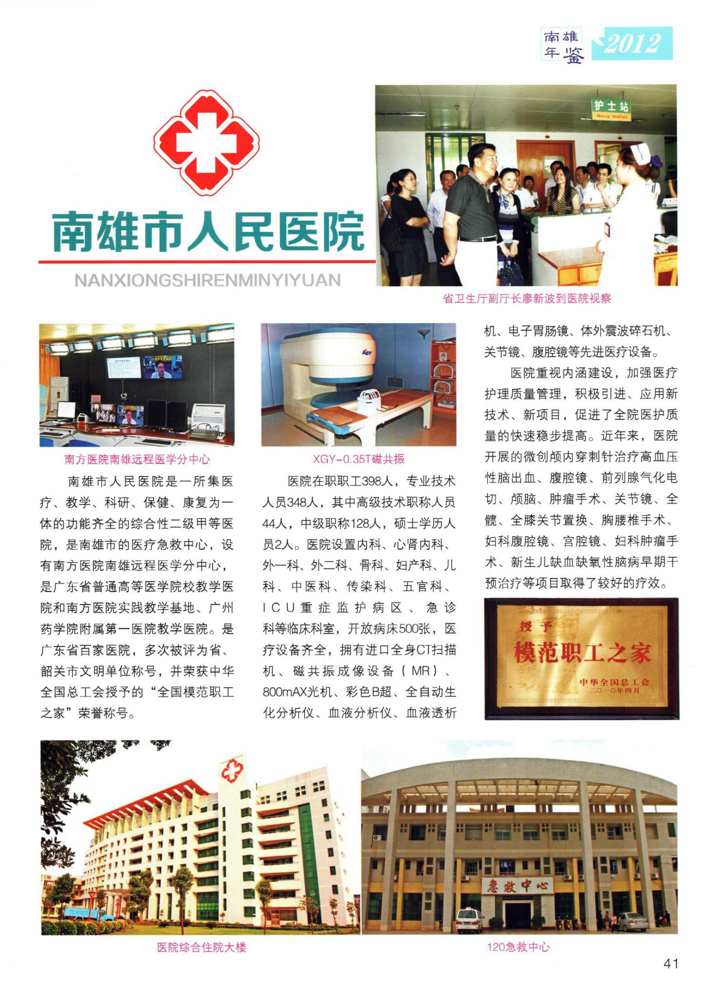 南雄
年鉴
2012
护士站
Nurse Station
南雄市人民医院
NANXIONGSHIRENMINYIYUAN
省卫生厅副厅长廖新波到医院视察
XGY
南方医院南雄远程医学分中心
南雄市人民医院是一所集医
疗、教学、科研、保健、康复为一
体的功能齐全的综合性二级甲等医
院，是南雄市的医疗急救中心，设
有南方医院南雄远程医学分中心，
是广东省普通高等医学院校教学医
院和南方医院实践教学基地、广州
药学院附属第一医院教学医院。是
广东省百家医院，多次被评为省、
韶关市文明单位称号，并荣获中华
全国总工会授予的“全国模范职工
之家”荣誉称号。
XGY-0.35T磁共振
医院在职职工398人，专业技术
人员348人，其中高级技术职称人员
44人，中级职称128人，硕士学历人
员2人。医院设置内科、心肾内科、
外一科、外二科、骨科、妇产科、儿
科、中医科、传染科、五官科、
ICU重症监护病区、急诊
科等临床科室，开放病床500张，医
疗设备齐全，拥有进口全身CT扫描
机、磁共振成像设备（MR）、
800mAX光机、彩色B超、全自动生
化分析仪、血液分析仪、血液透析
机、电子胃肠镜、体外震波碎石机、
关节镜、腹腔镜等先进医疗设备。
医院重视内涵建设，加强医疗
护理质量管理，积极引进、应用新
技术、新项目，促进了全院医护质
量的快速稳步提高。近年来，医院
开展的微创颅内穿刺针治疗高血压
性脑出血、腹腔镜、前列腺气化电
切、颅脑、肿瘤手术、关节镜、全
髋、全膝关节置换、胸腰椎手术、
妇科腹腔镜、宫腔镜、妇科肿瘤手
术、新生儿缺血缺氧性脑病早期干
预治疗等项目取得了较好的疗效。
授予
模范职工之家
中华全国总工会
二〇一〇年四月
急救中心
医院综合住院大楼
120急救中心
41